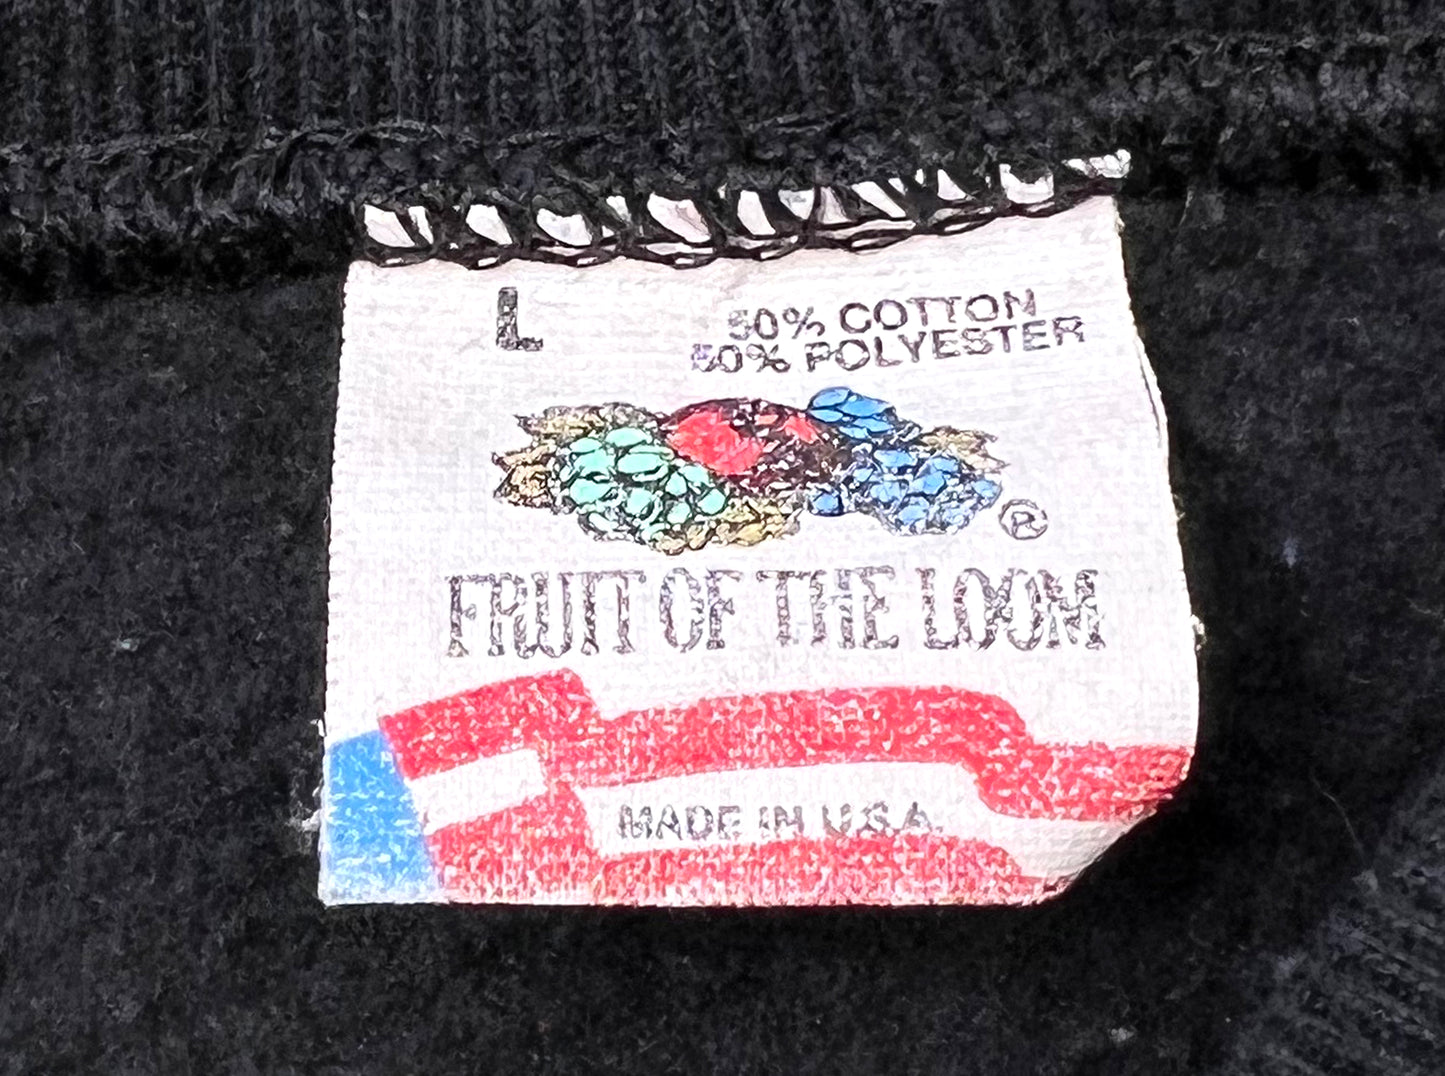 L
50% COTTON
50% POLYESTER
®
FRUIT OF THE LOOM
MADE IN U.S.A.